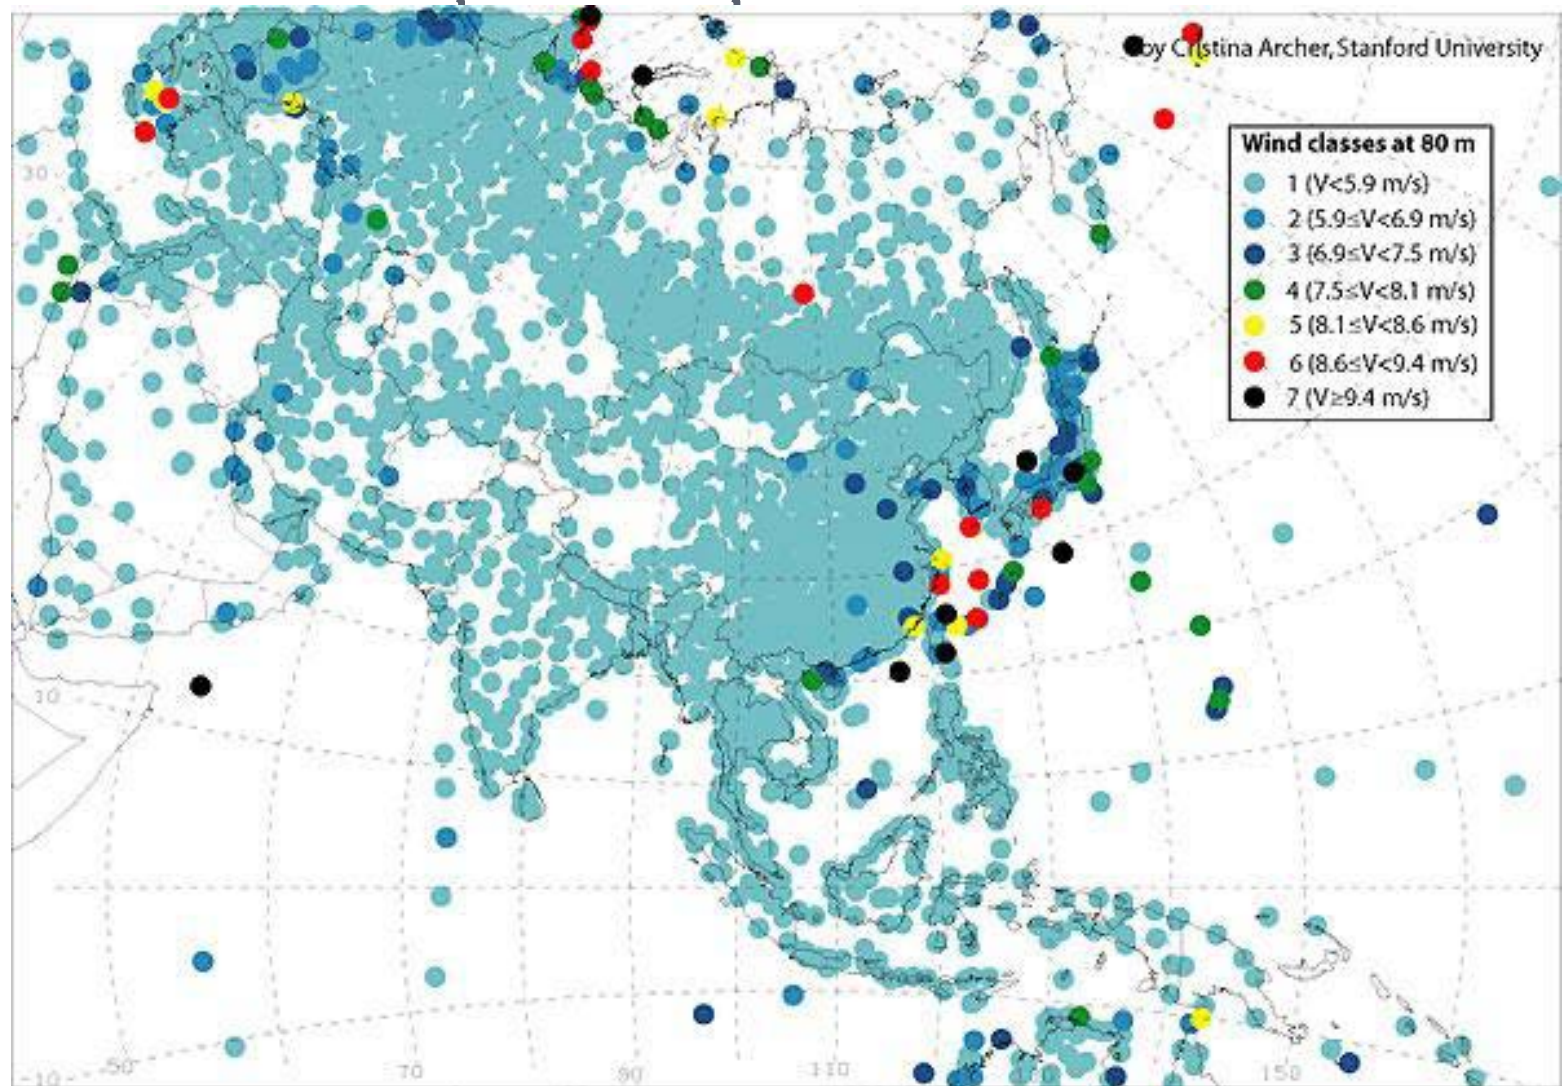 by Cristina Archer, Stanford University
Wind classes at 80 m
1 (V<5.9 m/s)
2 (5.9≤V<6.9 m/s)
3 (6.9≤V<7.5 m/s)
4 (7.5≤V<8.1 m/s)
5 (8.1≤V<8.6 m/s)
6 (8.6≤V<9.4 m/s)
7 (V≥9.4 m/s)
30
10
-10
50
70
90
110
150